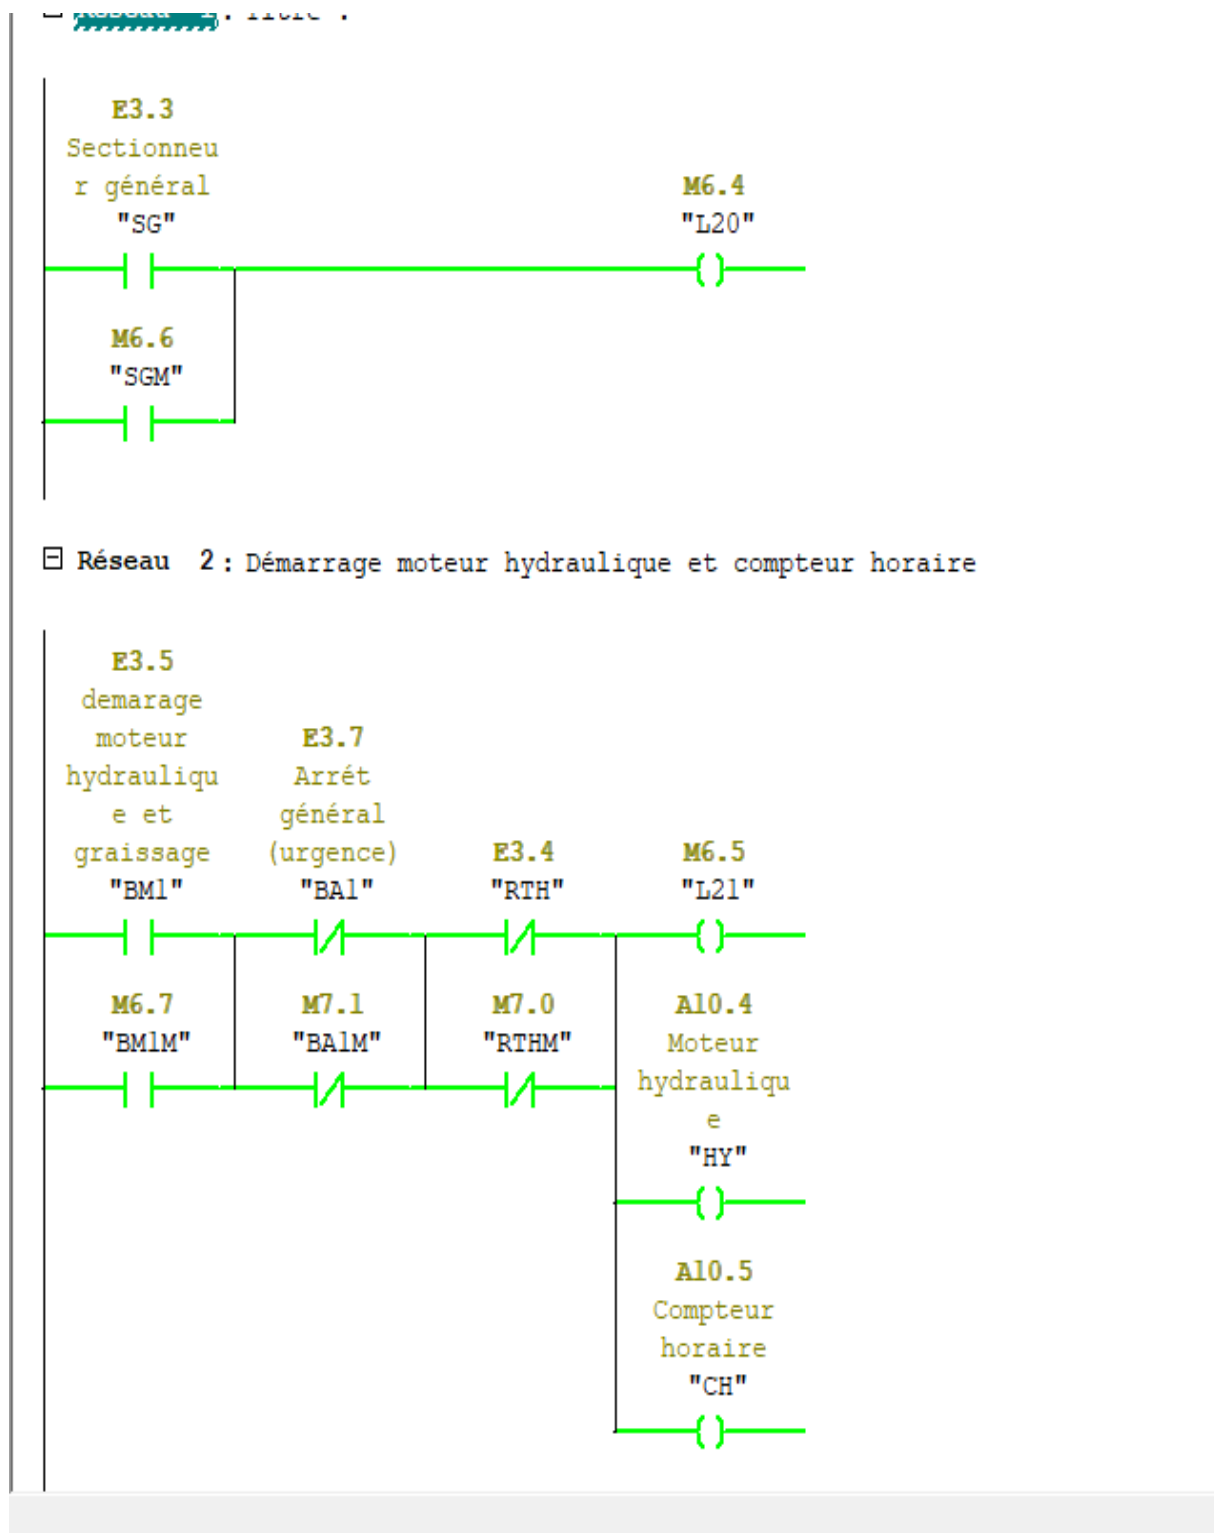 Réseau 1: Titre :
E3.3
Sectionneu
r général
"SG"
M6.4
"L20"
M6.6
"SGM"
Réseau 2: Démarrage moteur hydraulique et compteur horaire
E3.5
demarage
moteur
hydrauliqu
e et
graissage
"BM1"
E3.7
Arrét
général
(urgence)
"BA1"
E3.4
"RTH"
M6.5
"L21"
M6.7
"BM1M"
M7.1
"BA1M"
M7.0
"RTHM"
A10.4
Moteur
hydrauliqu
e
"HY"
A10.5
Compteur
horaire
"CH"